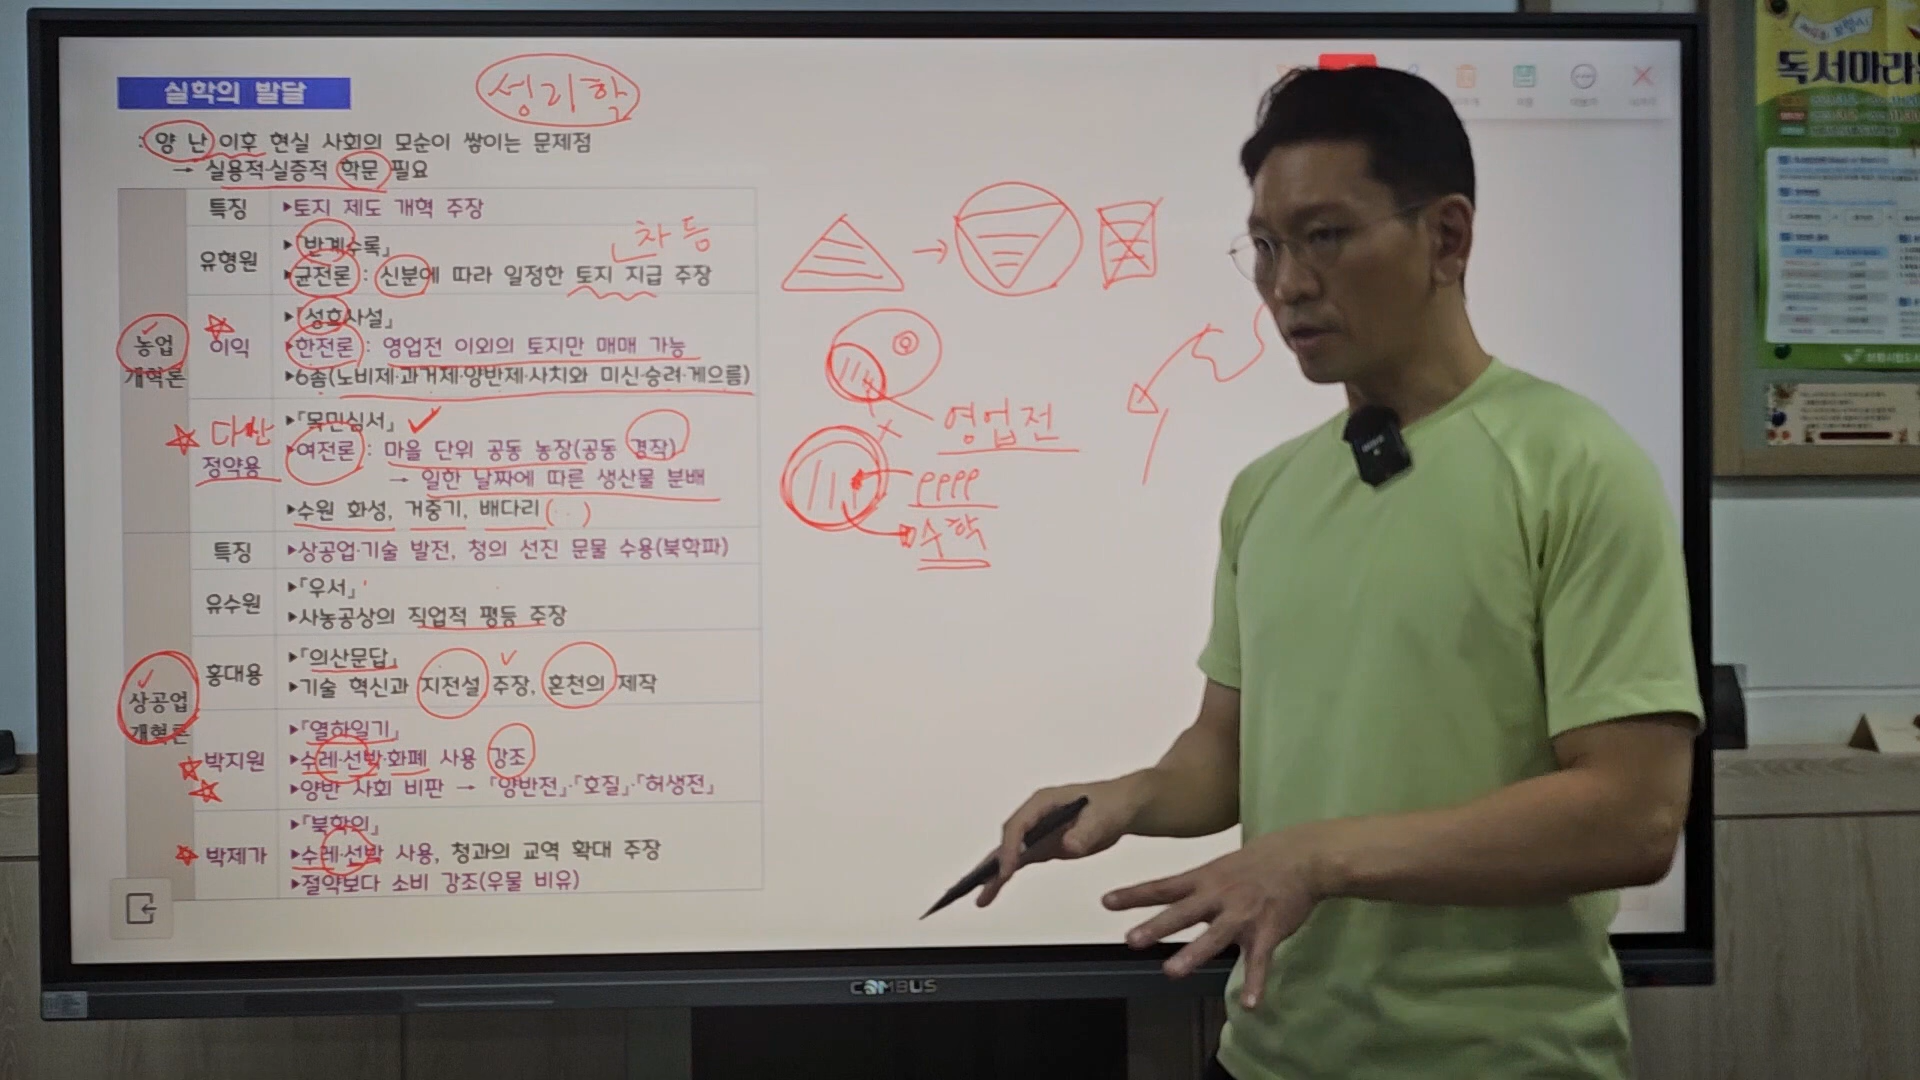 실학의 발달
성리학
: 양 난 이후 현실 사회의 모순이 쌓이는 문제점
→ 실용적·실증적 학문 필요
농업
개혁론
특징
▸토지 제도 개혁 주장
유형원
▸「반계수록」
▸균전론 : 신분에 따라 일정한 토지 지급 주장
차등
이익
▸「성호사설」
▸한전론 : 영업전 이외의 토지만 매매 가능
▸6좀(노비제·과거제·양반제·사치와 미신·승려·게으름)
다산
정약용
▸「목민심서」
▸여전론 : 마을 단위 공동 농장(공동 경작)
→ 일한 날짜에 따른 생산물 분배
▸수원 화성, 거중기, 배다리
상공업
개혁론
특징
▸상공업·기술 발전, 청의 선진 문물 수용(북학파)
유수원
▸「우서」
▸사농공상의 직업적 평등 주장
홍대용
▸「의산문답」
▸기술 혁신과 지전설 주장, 혼천의 제작
박지원
▸「열하일기」
▸수레·선박·화폐 사용 강조
▸양반 사회 비판 → 「양반전」·「호질」·「허생전」
박제가
▸「북학의」
▸수레·선박 사용, 청과의 교역 확대 주장
▸절약보다 소비 강조(우물 비유)
영업전
수확
COMBUS
독서마라